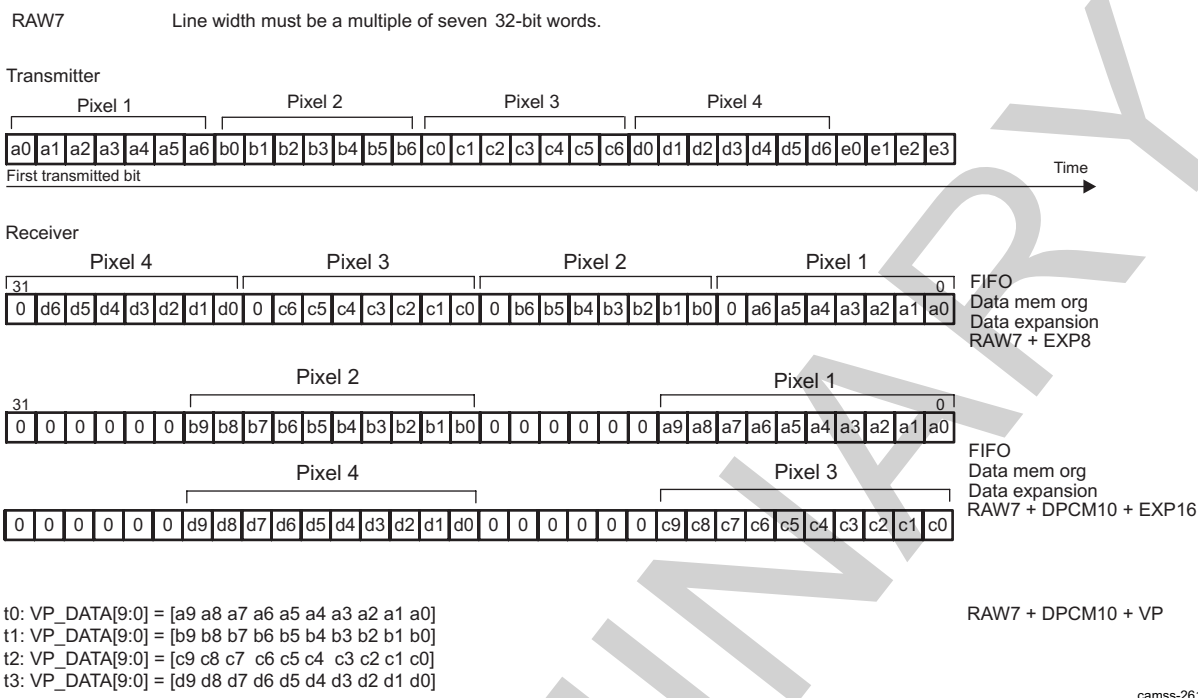 RAW7 Line width must be a multiple of seven 32-bit words.
Transmitter
Pixel 1 Pixel 2 Pixel 3 Pixel 4
a0 a1 a2 a3 a4 a5 a6 b0 b1 b2 b3 b4 b5 b6 c0 c1 c2 c3 c4 c5 c6 d0 d1 d2 d3 d4 d5 d6 e0 e1 e2 e3
First transmitted bit Time
Receiver
Pixel 4 Pixel 3 Pixel 2 Pixel 1
31 0
0 d6 d5 d4 d3 d2 d1 d0 0 c6 c5 c4 c3 c2 c1 c0 0 b6 b5 b4 b3 b2 b1 b0 0 a6 a5 a4 a3 a2 a1 a0
FIFO
Data mem org
Data expansion
RAW7 + EXP8
Pixel 2 Pixel 1
31 0
0 0 0 0 0 0 b9 b8 b7 b6 b5 b4 b3 b2 b1 b0 0 0 0 0 0 0 a9 a8 a7 a6 a5 a4 a3 a2 a1 a0
Pixel 4 Pixel 3
0 0 0 0 0 0 d9 d8 d7 d6 d5 d4 d3 d2 d1 d0 0 0 0 0 0 0 c9 c8 c7 c6 c5 c4 c3 c2 c1 c0
FIFO
Data mem org
Data expansion
RAW7 + DPCM10 + EXP16
t0: VP_DATA[9:0] = [a9 a8 a7 a6 a5 a4 a3 a2 a1 a0]
t1: VP_DATA[9:0] = [b9 b8 b7 b6 b5 b4 b3 b2 b1 b0]
t2: VP_DATA[9:0] = [c9 c8 c7 c6 c5 c4 c3 c2 c1 c0]
t3: VP_DATA[9:0] = [d9 d8 d7 d6 d5 d4 d3 d2 d1 d0]
RAW7 + DPCM10 + VP